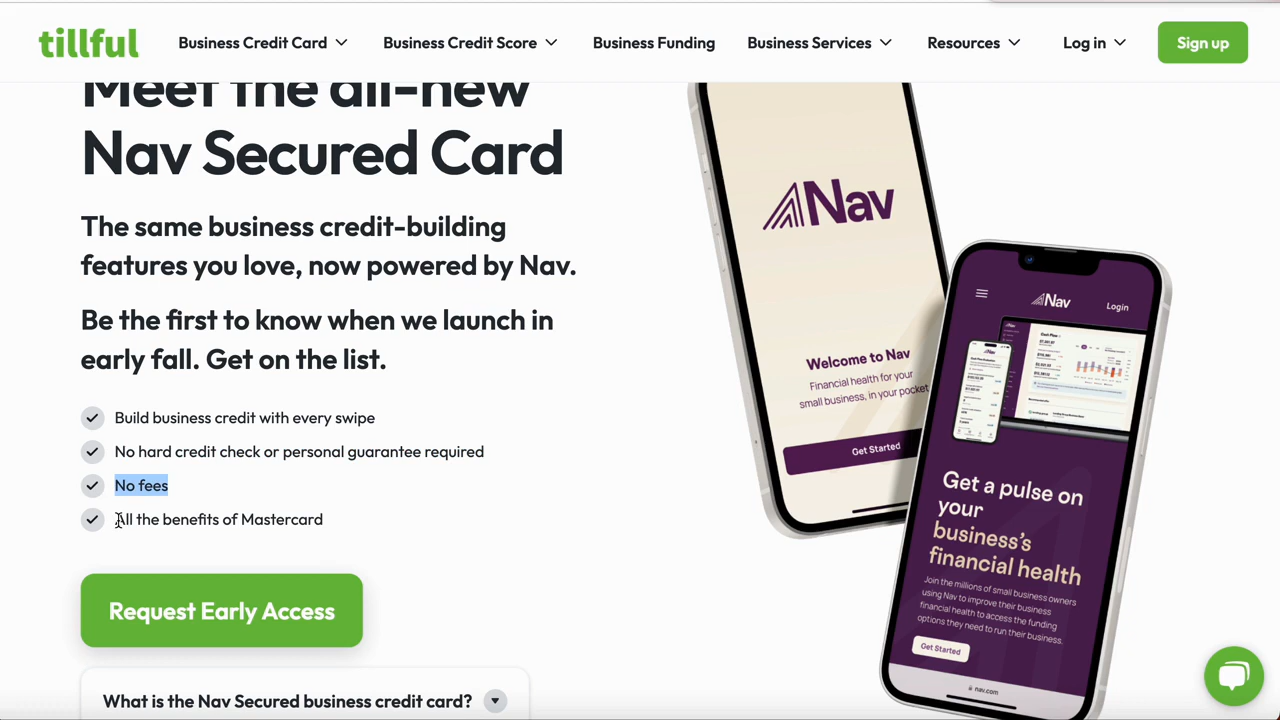 tillful
Business Credit Card
Business Credit Score
Business Funding
Business Services
Resources
Log in
Sign up
Meet the all-new
Nav Secured Card
The same business credit-building
features you love, now powered by Nav.
Be the first to know when we launch in
early fall. Get on the list.
Build business credit with every swipe
No hard credit check or personal guarantee required
No fees
All the benefits of Mastercard
Request Early Access
What is the Nav Secured business credit card?
Nav
Welcome to Nav
Financial health for your
small business, in your pocket
Get Started
Nav
Login
Get a pulse on
your
business's
financial health
Join the millions of small business owners
using Nav to improve their business
financial health to access the funding
options they need to run their business.
Get Started
nav.com